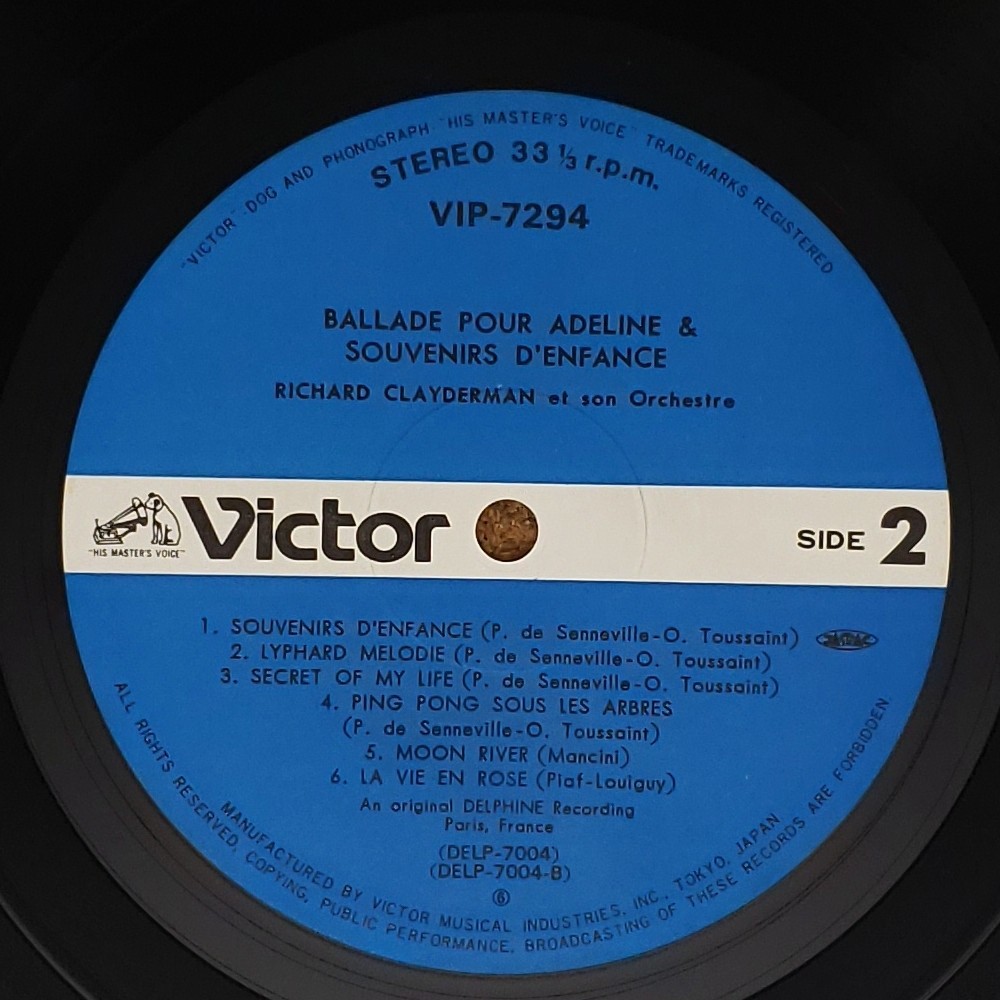 "VICTOR" · DOG AND PHONOGRAPH · "HIS MASTER'S VOICE" TRADEMARKS REGISTERED
STEREO 33 ⅓ r.p.m.
VIP-7294
BALLADE POUR ADELINE &
SOUVENIRS D'ENFANCE
RICHARD CLAYDERMAN et son Orchestre
"HIS MASTER'S VOICE"
Victor
SIDE 2
1. SOUVENIRS D'ENFANCE (P. de Senneville-O. Toussaint)
2. LYPHARD MELODIE (P. de Senneville-O. Toussaint)
3. SECRET OF MY LIFE (P. de Senneville-O. Toussaint)
4. PING PONG SOUS LES ARBRES
(P. de Senneville-O. Toussaint)
5. MOON RIVER (Mancini)
6. LA VIE EN ROSE (Piaf-Louiguy)
An original DELPHINE Recording
Paris, France
(DELP-7004)
(DELP-7004-B)
⑥
MANUFACTURED BY VICTOR MUSICAL INDUSTRIES, INC., TOKYO, JAPAN
ALL RIGHTS RESERVED, COPYING, PUBLIC PERFORMANCE, BROADCASTING OF THESE RECORDS ARE FORBIDDEN.